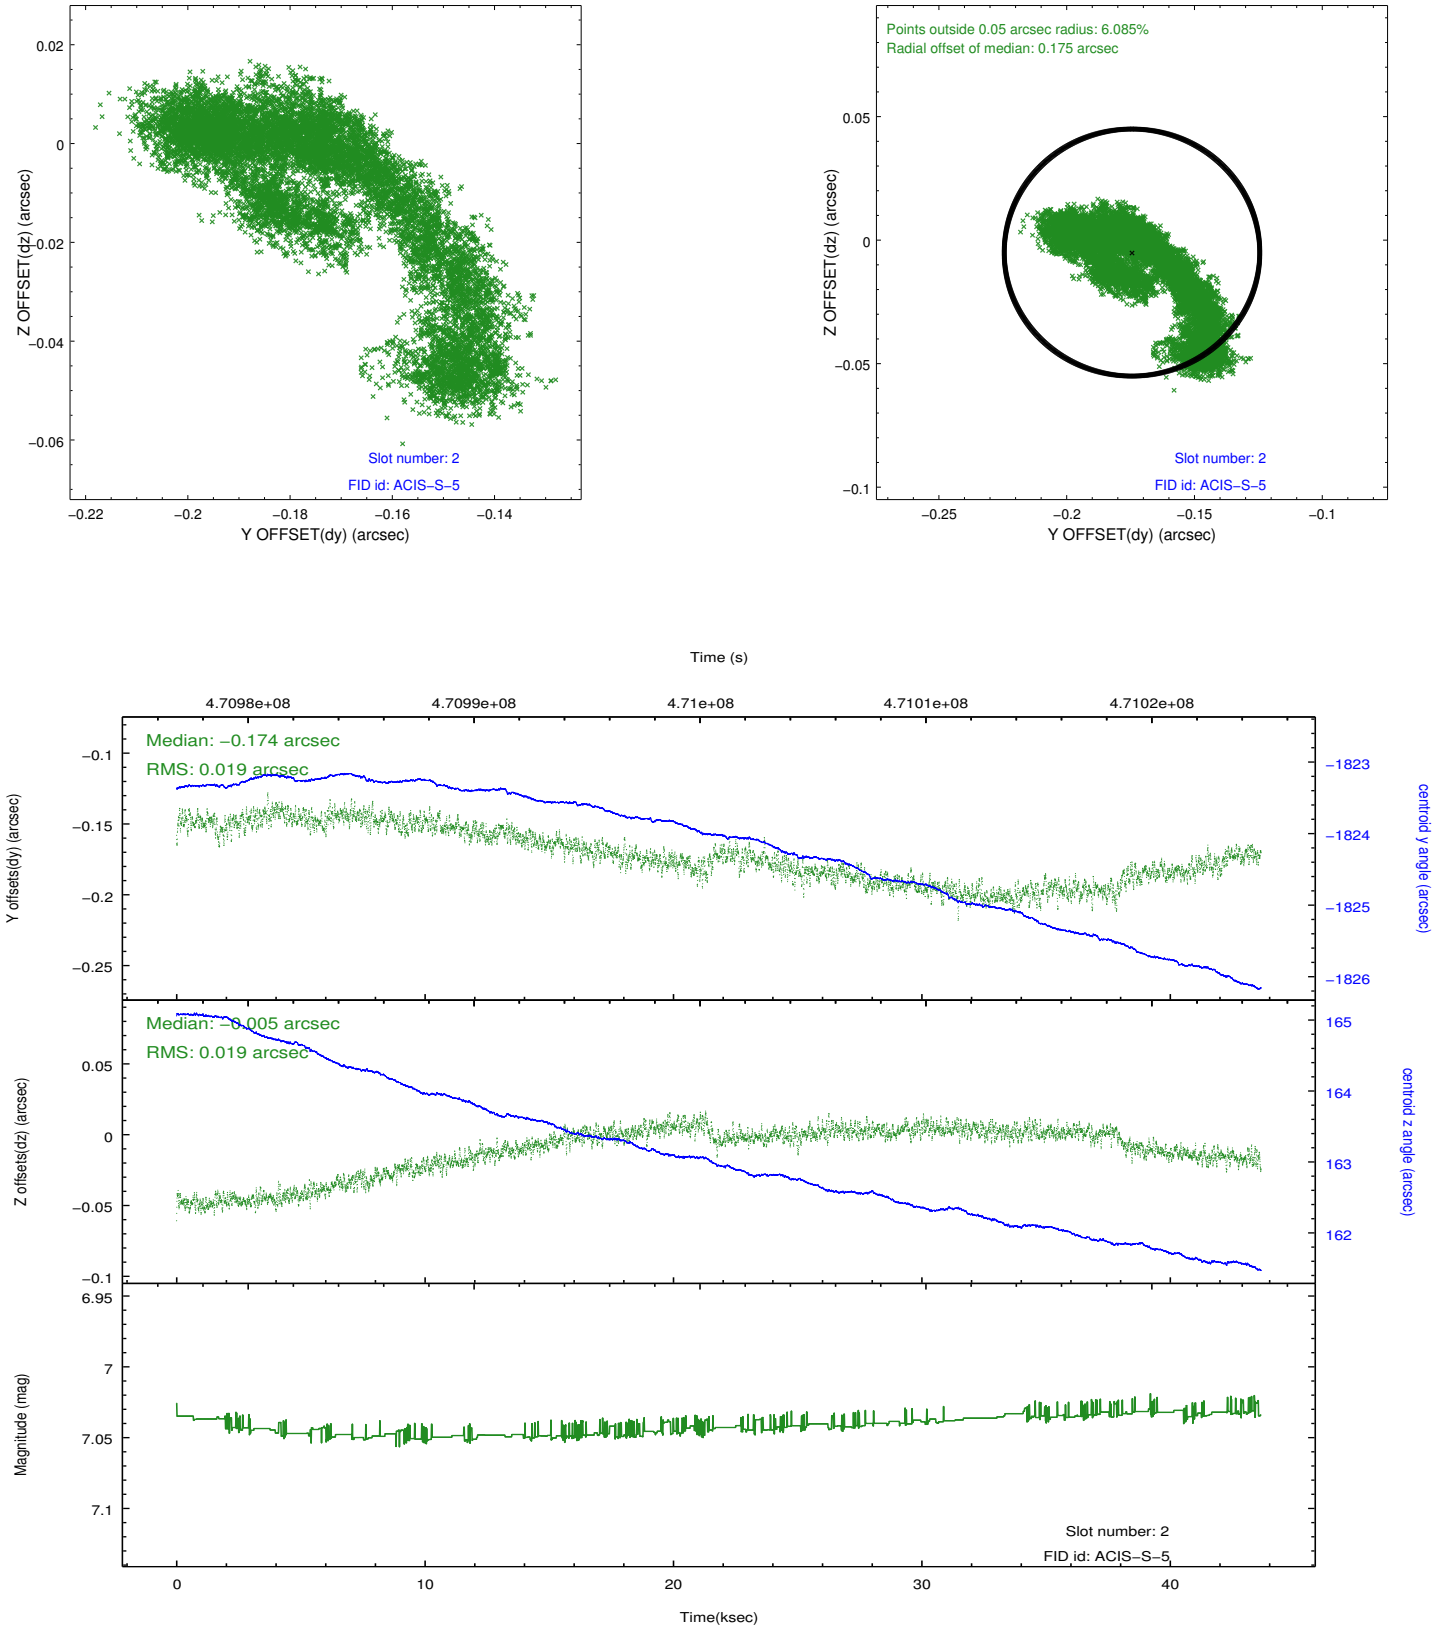 0.02
0
−0.02
−0.04
−0.06
Z OFFSET(dz) (arcsec)
Slot number: 2
FID id: ACIS−S−5
−0.22
−0.2
−0.18
−0.16
−0.14
Y OFFSET(dy) (arcsec)
Points outside 0.05 arcsec radius: 6.085%
Radial offset of median: 0.175 arcsec
0.05
0
−0.05
−0.1
Z OFFSET(dz) (arcsec)
Slot number: 2
FID id: ACIS−S−5
−0.25
−0.2
−0.15
−0.1
Y OFFSET(dy) (arcsec)
Time (s)
4.7098e+08
4.7099e+08
4.71e+08
4.7101e+08
4.7102e+08
Median: −0.174 arcsec
RMS: 0.019 arcsec
−0.1
−0.15
−0.2
−0.25
Y offsets(dy) (arcsec)
−1823
−1824
−1825
−1826
centroid y angle (arcsec)
Median: −0.005 arcsec
RMS: 0.019 arcsec
0.05
0
−0.05
−0.1
Z offsets(dz) (arcsec)
165
164
163
162
centroid z angle (arcsec)
6.95
7
7.05
7.1
Magnitude (mag)
Slot number: 2
FID id: ACIS−S−5
0
10
20
30
40
Time(ksec)